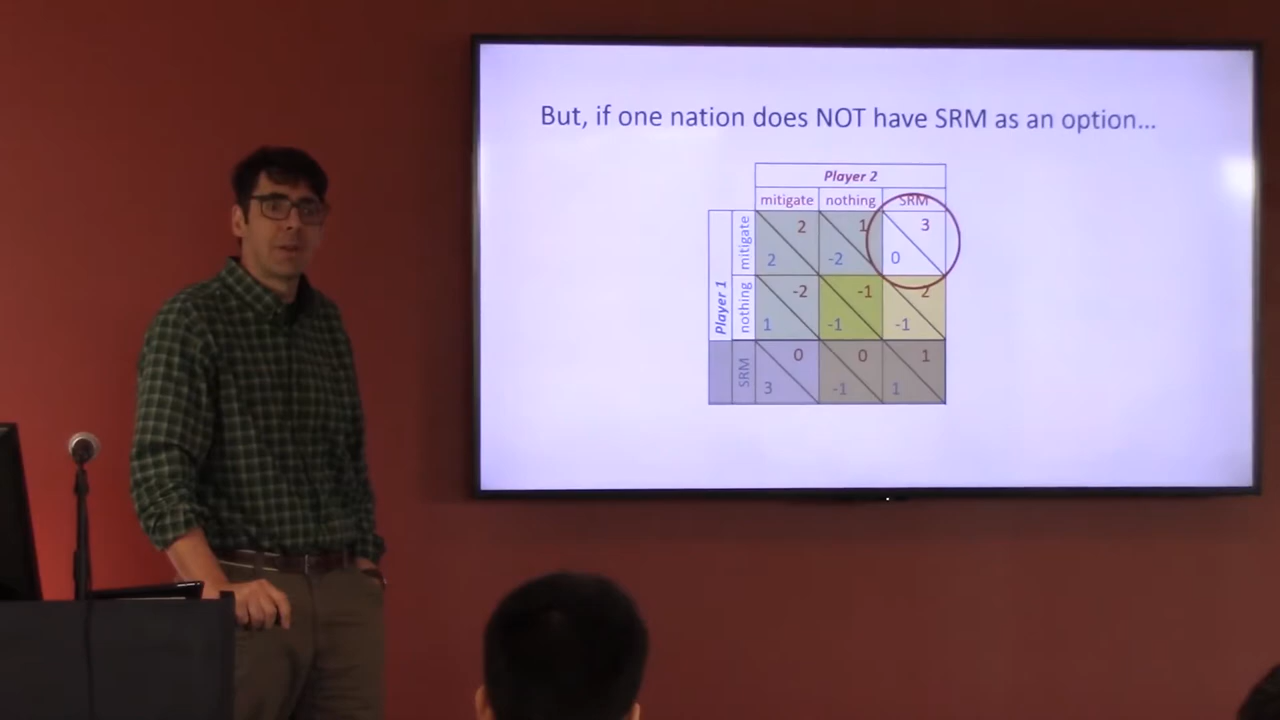 But, if one nation does NOT have SRM as an option...
Player 2
mitigate nothing SRM
Player 1
mitigate
2 1 3
2 -2 0
nothing
-2 -1 2
1 -1 -1
SRM
0 0 1
3 -1 1